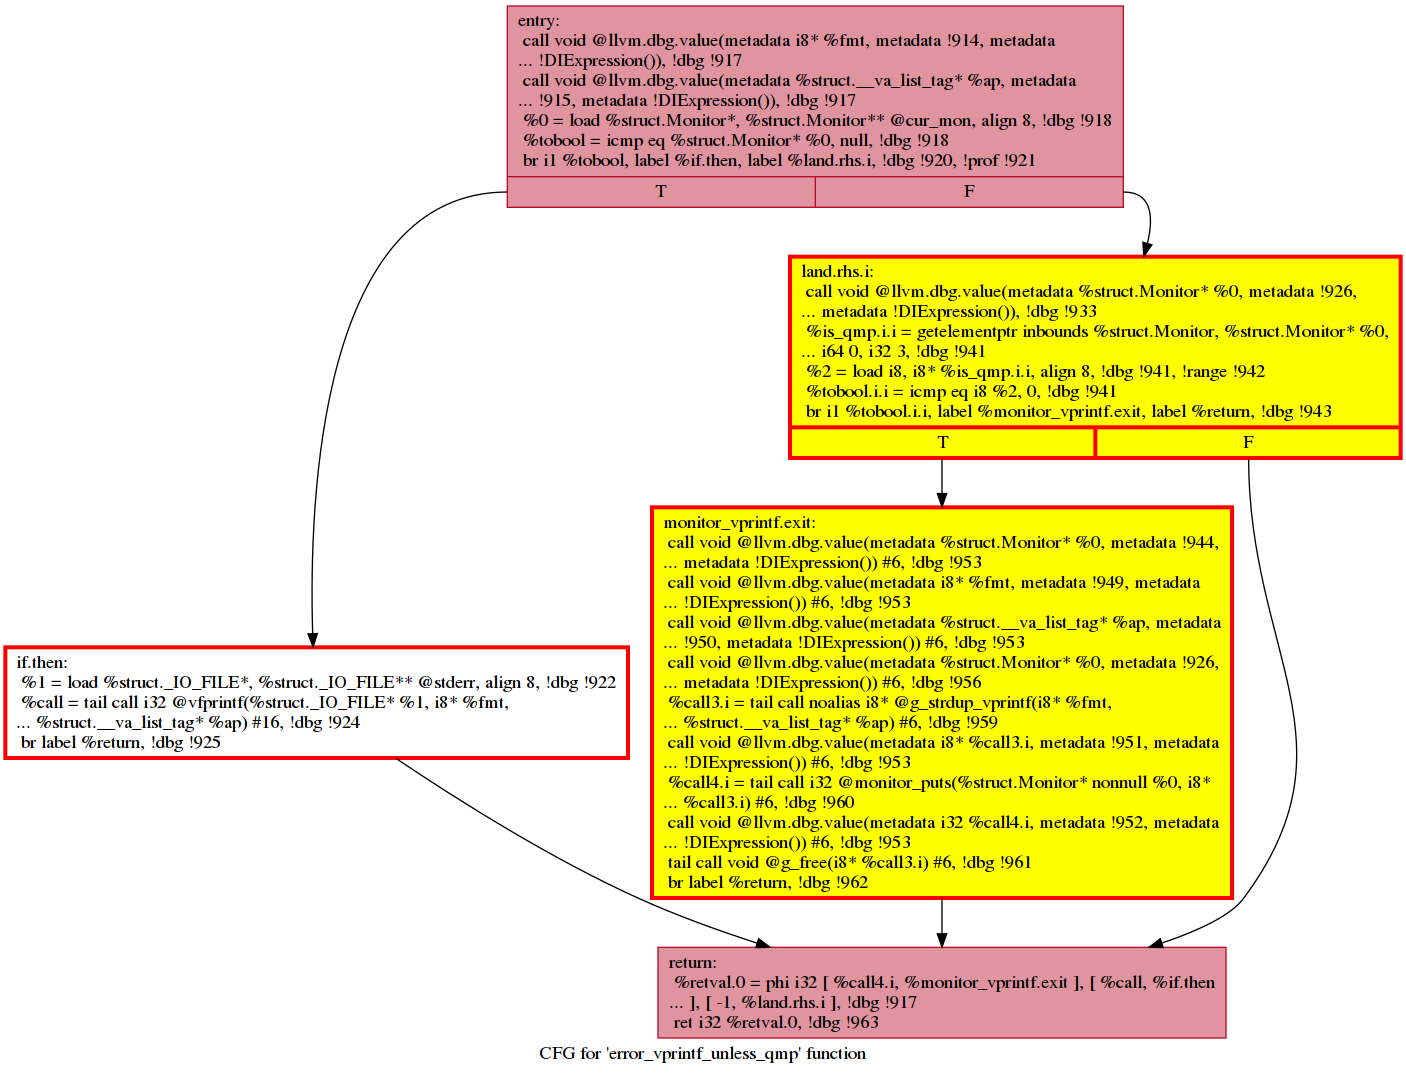 entry:
call void @llvm.dbg.value(metadata i8* %fmt, metadata !914, metadata
... !DIExpression()), !dbg !917
call void @llvm.dbg.value(metadata %struct.__va_list_tag* %ap, metadata
... !915, metadata !DIExpression()), !dbg !917
%0 = load %struct.Monitor*, %struct.Monitor** @cur_mon, align 8, !dbg !918
%tobool = icmp eq %struct.Monitor* %0, null, !dbg !918
br i1 %tobool, label %if.then, label %land.rhs.i, !dbg !920, !prof !921
T
F
land.rhs.i:
call void @llvm.dbg.value(metadata %struct.Monitor* %0, metadata !926,
... metadata !DIExpression()), !dbg !933
%is_qmp.i.i = getelementptr inbounds %struct.Monitor, %struct.Monitor* %0,
... i64 0, i32 3, !dbg !941
%2 = load i8, i8* %is_qmp.i.i, align 8, !dbg !941, !range !942
%tobool.i.i = icmp eq i8 %2, 0, !dbg !941
br i1 %tobool.i.i, label %monitor_vprintf.exit, label %return, !dbg !943
T
F
monitor_vprintf.exit:
call void @llvm.dbg.value(metadata %struct.Monitor* %0, metadata !944,
... metadata !DIExpression()) #6, !dbg !953
call void @llvm.dbg.value(metadata i8* %fmt, metadata !949, metadata
... !DIExpression()) #6, !dbg !953
call void @llvm.dbg.value(metadata %struct.__va_list_tag* %ap, metadata
... !950, metadata !DIExpression()) #6, !dbg !953
call void @llvm.dbg.value(metadata %struct.Monitor* %0, metadata !926,
... metadata !DIExpression()) #6, !dbg !956
%call3.i = tail call noalias i8* @g_strdup_vprintf(i8* %fmt,
... %struct.__va_list_tag* %ap) #6, !dbg !959
call void @llvm.dbg.value(metadata i8* %call3.i, metadata !951, metadata
... !DIExpression()) #6, !dbg !953
%call4.i = tail call i32 @monitor_puts(%struct.Monitor* nonnull %0, i8*
... %call3.i) #6, !dbg !960
call void @llvm.dbg.value(metadata i32 %call4.i, metadata !952, metadata
... !DIExpression()) #6, !dbg !953
tail call void @g_free(i8* %call3.i) #6, !dbg !961
br label %return, !dbg !962
if.then:
%1 = load %struct._IO_FILE*, %struct._IO_FILE** @stderr, align 8, !dbg !922
%call = tail call i32 @vfprintf(%struct._IO_FILE* %1, i8* %fmt,
... %struct.__va_list_tag* %ap) #16, !dbg !924
br label %return, !dbg !925
return:
%retval.0 = phi i32 [ %call4.i, %monitor_vprintf.exit ], [ %call, %if.then
... ], [ -1, %land.rhs.i ], !dbg !917
ret i32 %retval.0, !dbg !963
CFG for 'error_vprintf_unless_qmp' function